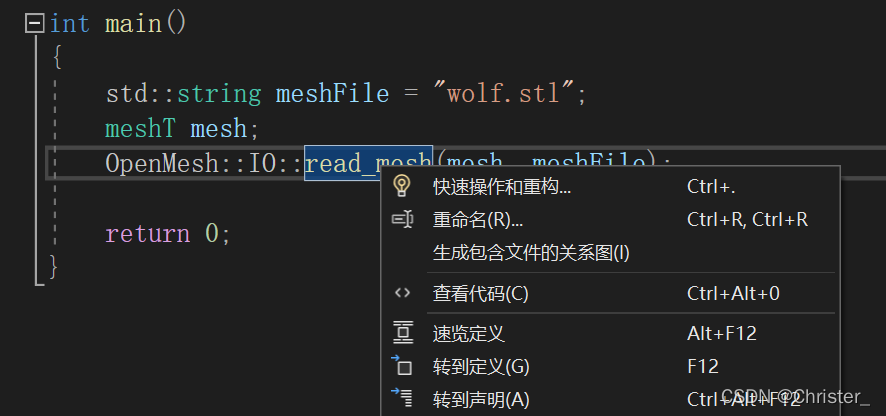 int main()
{
std::string meshFile = "wolf.stl";
meshT mesh;
OpenMesh::IO::read_mesh(mesh, meshFile);
快速操作和重构... Ctrl+.
重命名(R)... Ctrl+R, Ctrl+R
return 0;
生成包含文件的关系图(I)
}
查看代码(C) Ctrl+Alt+0
速览定义 Alt+F12
转到定义(G) F12
转到声明(A) Ctrl+Alt+F12
CSDN @Christer_